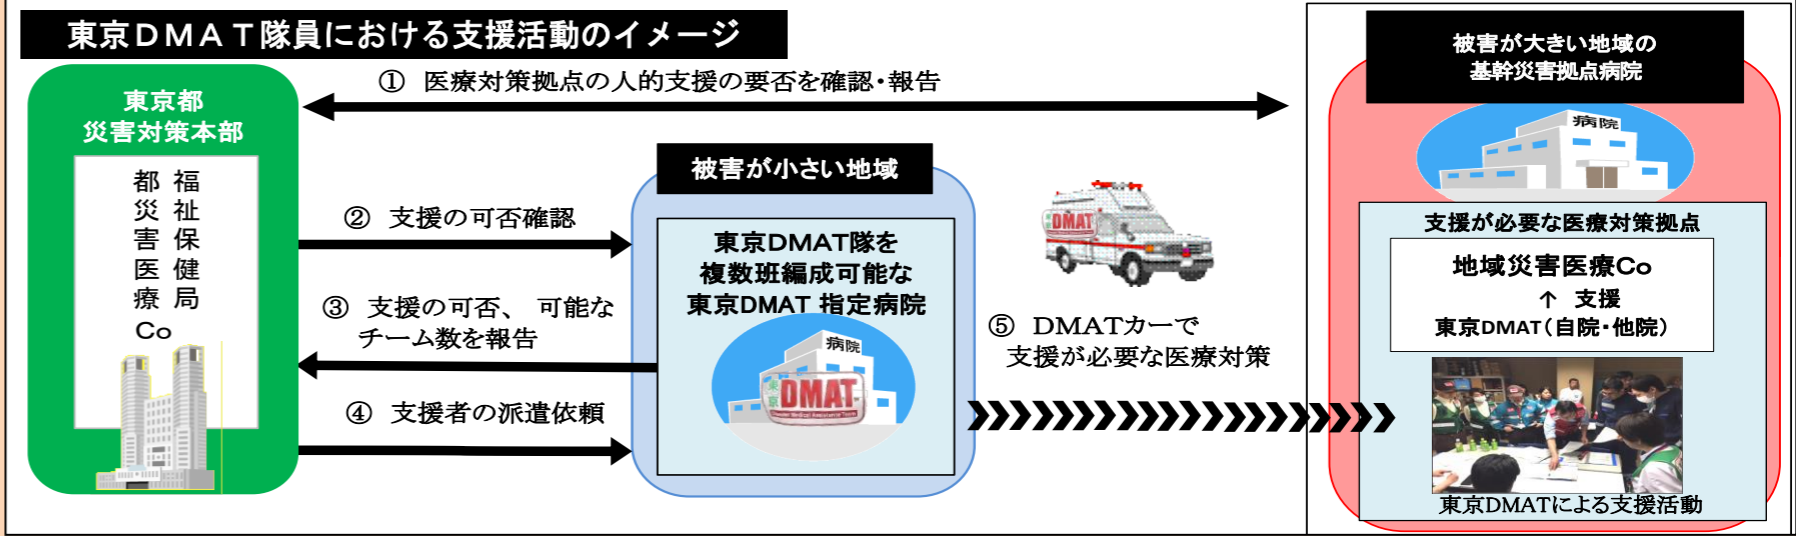 東京DMAT隊員における支援活動のイメージ
東京都
災害対策本部
福祉保健局
都災害医療Co
① 医療対策拠点の人的支援の要否を確認・報告
② 支援の可否確認
③ 支援の可否、 可能な
チーム数を報告
④ 支援者の派遣依頼
被害が小さい地域
東京DMAT隊を
複数班編成可能な
東京DMAT 指定病院
病院
東京
DMAT
東京
DMAT
⑤ DMATカーで
支援が必要な医療対策
被害が大きい地域の
基幹災害拠点病院
病院
支援が必要な医療対策拠点
地域災害医療Co
↑ 支援
東京DMAT(自院・他院)
東京DMATによる支援活動